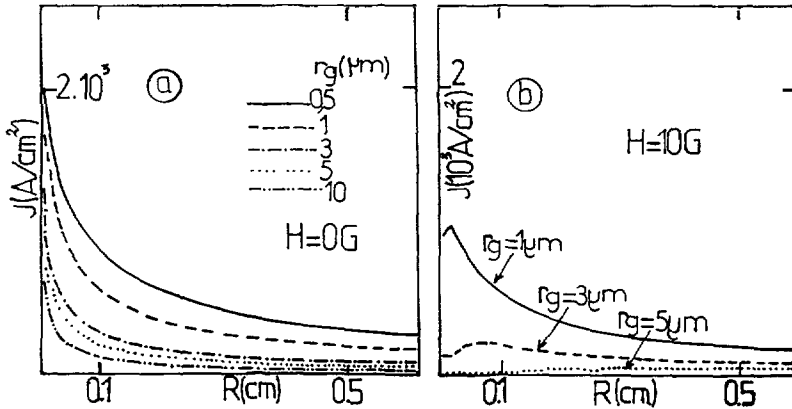 J(A/cm²)
2.10³
a
rg(μm)
0,5
1
3
5
10
H=0G
0.1
R(cm)
0.5
J(10³A/cm²)
2
b
H=10G
rg=1μm
rg=3μm
rg=5μm
0.1
R(cm)
0.5